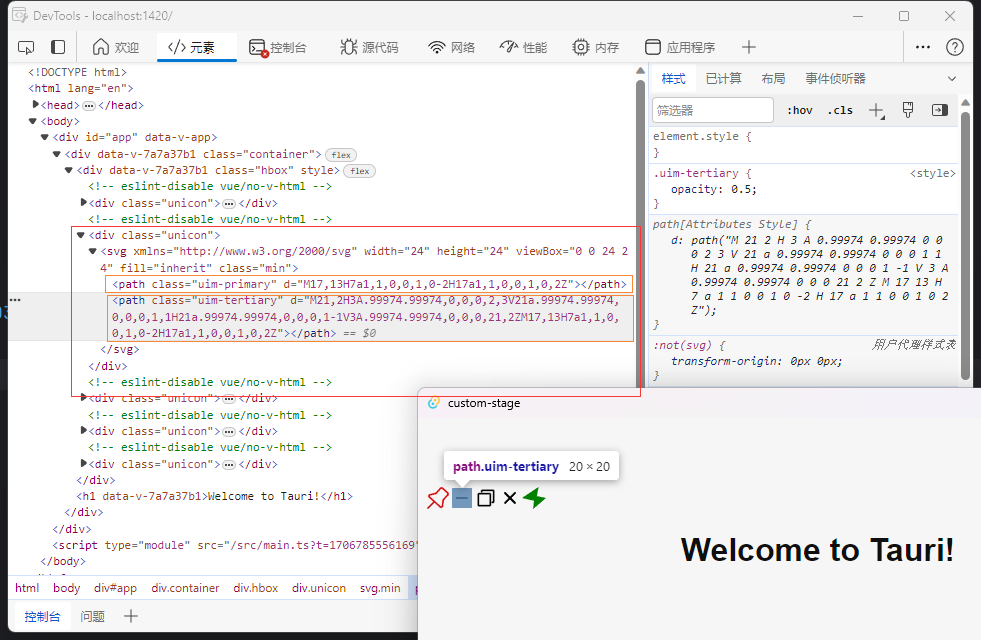 DevTools - localhost:1420/
欢迎
</> 元素
控制台
源代码
网络
性能
内存
应用程序
<!DOCTYPE html>
<html lang="en">
<head> … </head>
<body>
<div id="app" data-v-app>
<div data-v-7a7a37b1 class="container"> flex
<div data-v-7a7a37b1 class="hbox" style> flex
<!-- eslint-disable vue/no-v-html -->
<div class="unicon"> … </div>
<!-- eslint-disable vue/no-v-html -->
<div class="unicon">
<svg xmlns="http://www.w3.org/2000/svg" width="24" height="24" viewBox="0 0 24 2
4" fill="inherit" class="min">
<path class="uim-primary" d="M17,13H7a1,1,0,0,1,0-2H17a1,1,0,0,1,0,2Z"></path>
<path class="uim-tertiary" d="M21,2H3A.99974.99974,0,0,0,2,3V21a.99974.99974,
0,0,0,1,1H21a.99974.99974,0,0,0,1-1V3A.99974.99974,0,0,0,21,2ZM17,13H7a1,1,0,
0,1,0-2H17a1,1,0,0,1,0,2Z"></path> == $0
</svg>
</div>
<!-- eslint-disable vue/no-v-html -->
<div class="unicon"> … </div>
<!-- eslint-disable vue/no-v-html -->
<div class="unicon"> … </div>
<!-- eslint-disable vue/no-v-html -->
<div class="unicon"> … </div>
</div>
<h1 data-v-7a7a37b1>Welcome to Tauri!</h1>
</div>
</div>
<script type="module" src="/src/main.ts?t=1706785556169"
</body>
html body div#app div.container div.hbox div.unicon svg.min
控制台 问题
样式 已计算 布局 事件侦听器
筛选器 :hov .cls
element.style {
}
.uim-tertiary { <style>
opacity: 0.5;
}
path[Attributes Style] {
d: path("M 21 2 H 3 A 0.99974 0.99974 0 0
0 2 3 V 21 a 0.99974 0.99974 0 0 0 1 1
H 21 a 0.99974 0.99974 0 0 0 1 -1 V 3 A
0.99974 0.99974 0 0 0 21 2 Z M 17 13 H
7 a 1 1 0 0 1 0 -2 H 17 a 1 1 0 0 1 0 2
Z");
}
:not(svg) { 用户代理样式表
transform-origin: 0px 0px;
}
custom-stage
path.uim-tertiary 20 × 20
Welcome to Tauri!